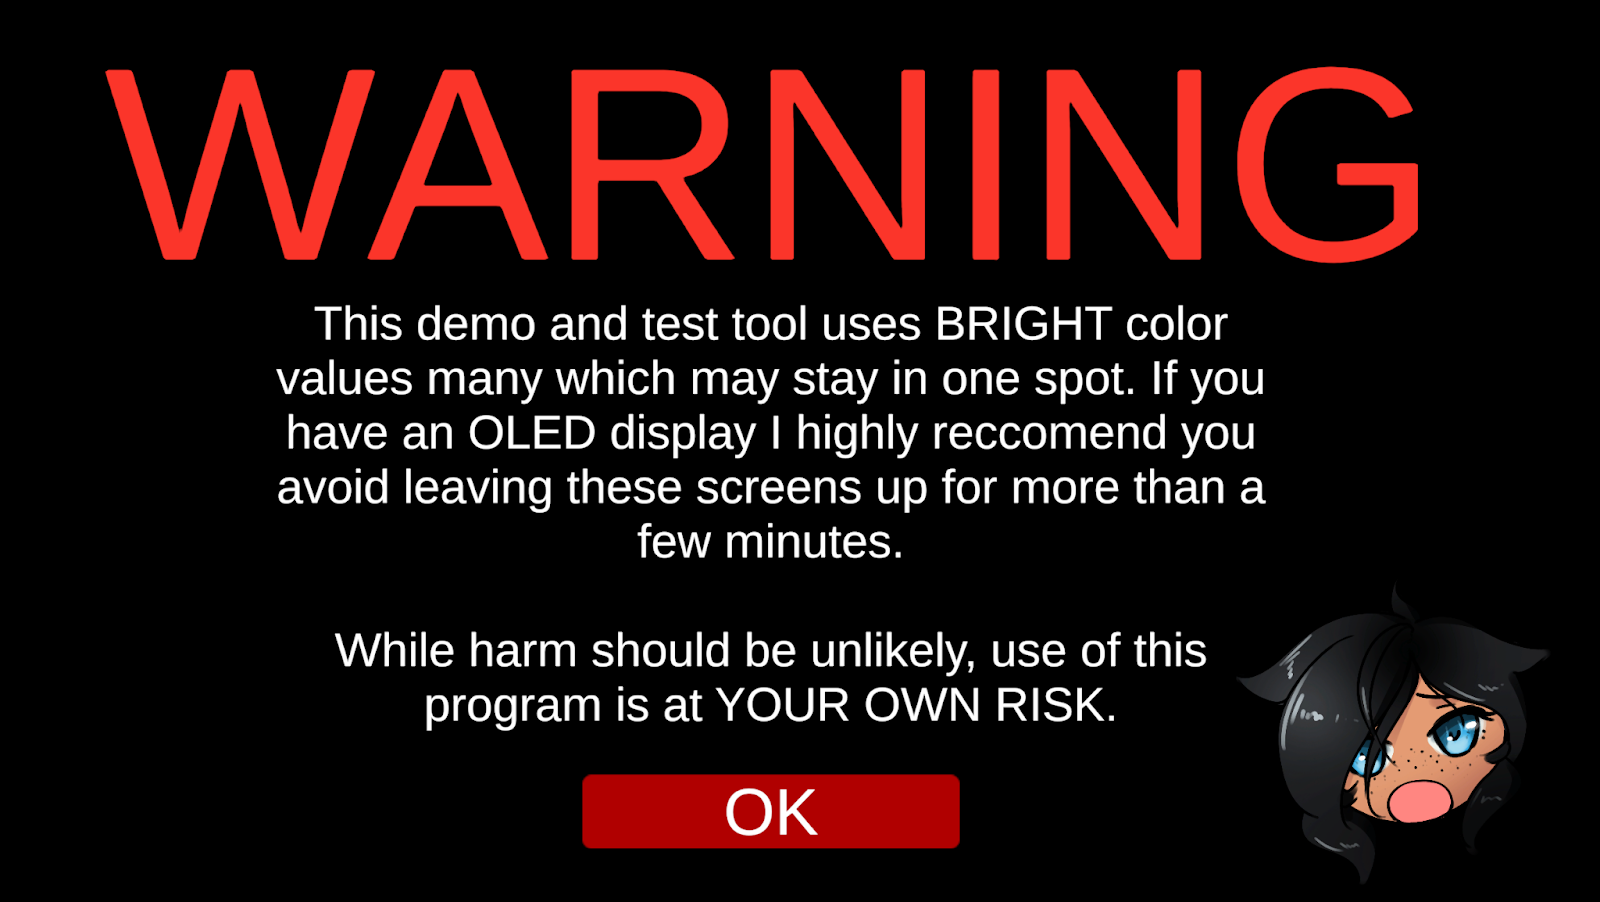 WARNING
This demo and test tool uses BRIGHT color
values many which may stay in one spot. If you
have an OLED display I highly reccomend you
avoid leaving these screens up for more than a
few minutes.
While harm should be unlikely, use of this
program is at YOUR OWN RISK.
OK